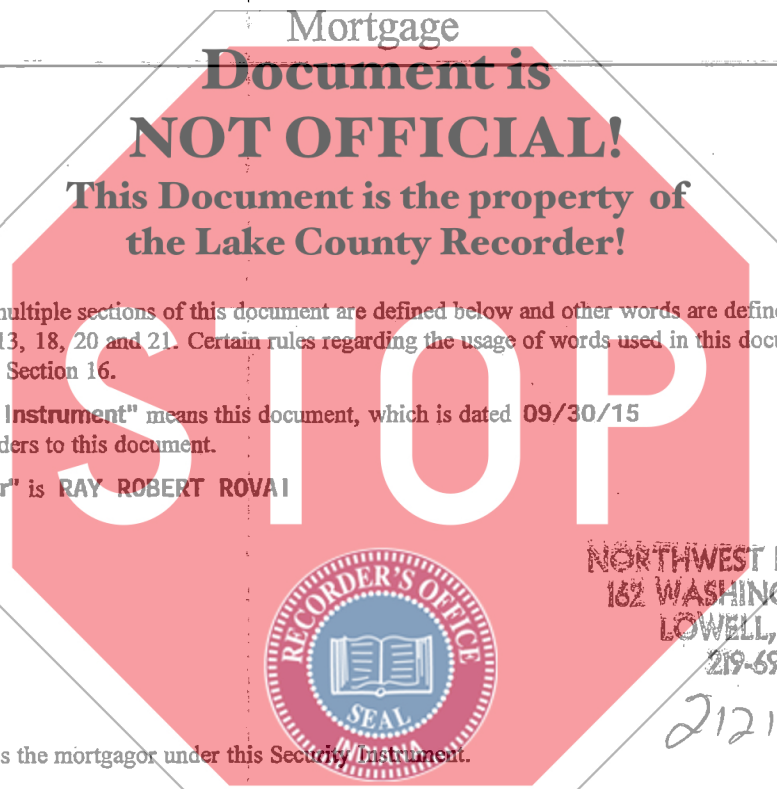 Mortgage
Document is
NOT OFFICIAL!
This Document is the property of
the Lake County Recorder!
multiple sections of this document are defined below and other words are define
13, 18, 20 and 21. Certain rules regarding the usage of words used in this docu
Section 16.
Instrument" means this document, which is dated 09/30/15
ders to this document.
r" is RAY ROBERT ROVAI
STOP
NORTHWEST
162 WASHING
LOWELL,
219-69
RECORDER'S OFFICE
SEAL
2121
s the mortgagor under this Security Instrument.